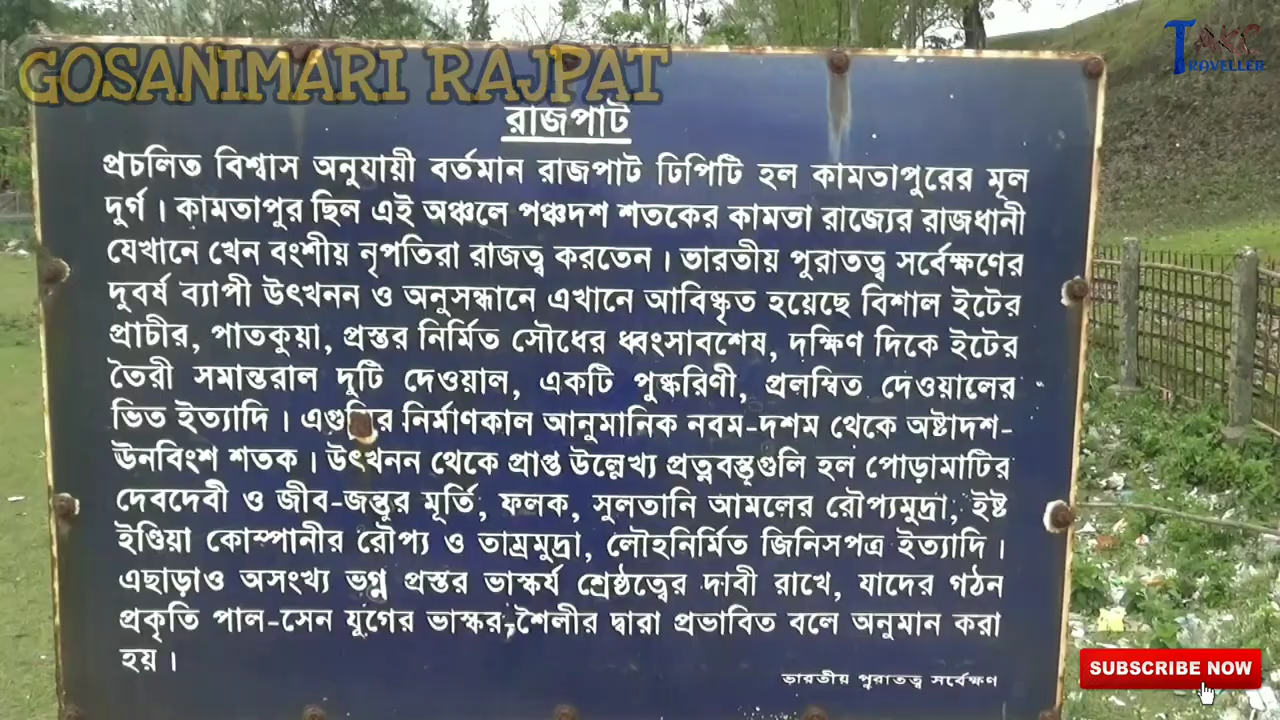 GOSANIMARI RAJPAT
TAKE
TRAVELLER
রাজপাট
প্রচলিত বিশ্বাস অনুযায়ী বর্তমান রাজপাট ঢিপিটি হল কামতাপুরের মূল
দুর্গ। কামতাপুর ছিল এই অঞ্চলে পঞ্চদশ শতকের কামতা রাজ্যের রাজধানী
যেখানে খেন বংশীয় নৃপতিরা রাজত্ব করতেন। ভারতীয় পুরাতত্ত্ব সর্বেক্ষণের
দুবর্ষ ব্যাপী উৎখনন ও অনুসন্ধানে এখানে আবিষ্কৃত হয়েছে বিশাল ইটের
প্রাচীর, পাতকুয়া, প্রস্তর নির্মিত সৌধের ধ্বংসাবশেষ, দক্ষিণ দিকে ইটের
তৈরী সমান্তরাল দুটি দেওয়াল, একটি পুষ্করিণী, প্রলম্বিত দেওয়ালের
ভিত ইত্যাদি। এগুলির নির্মাণকাল আনুমানিক নবম-দশম থেকে অষ্টাদশ-
ঊনবিংশ শতক। উৎখনন থেকে প্রাপ্ত উল্লেখ্য প্রত্নবস্তুগুলি হল পোড়ামাটির
দেবদেবী ও জীব-জন্তুর মূর্তি, ফলক, সুলতানি আমলের রৌপ্যমুদ্রা, ইষ্ট
ইণ্ডিয়া কোম্পানীর রৌপ্য ও তাম্রমুদ্রা, লৌহনির্মিত জিনিসপত্র ইত্যাদি।
এছাড়াও অসংখ্য ভগ্ন প্রস্তর ভাস্কর্য শ্রেষ্ঠত্বের দাবী রাখে, যাদের গঠন
প্রকৃতি পাল-সেন যুগের ভাস্কর-শৈলীর দ্বারা প্রভাবিত বলে অনুমান করা
হয়।
ভারতীয় পুরাতত্ত্ব সর্বেক্ষণ
SUBSCRIBE NOW